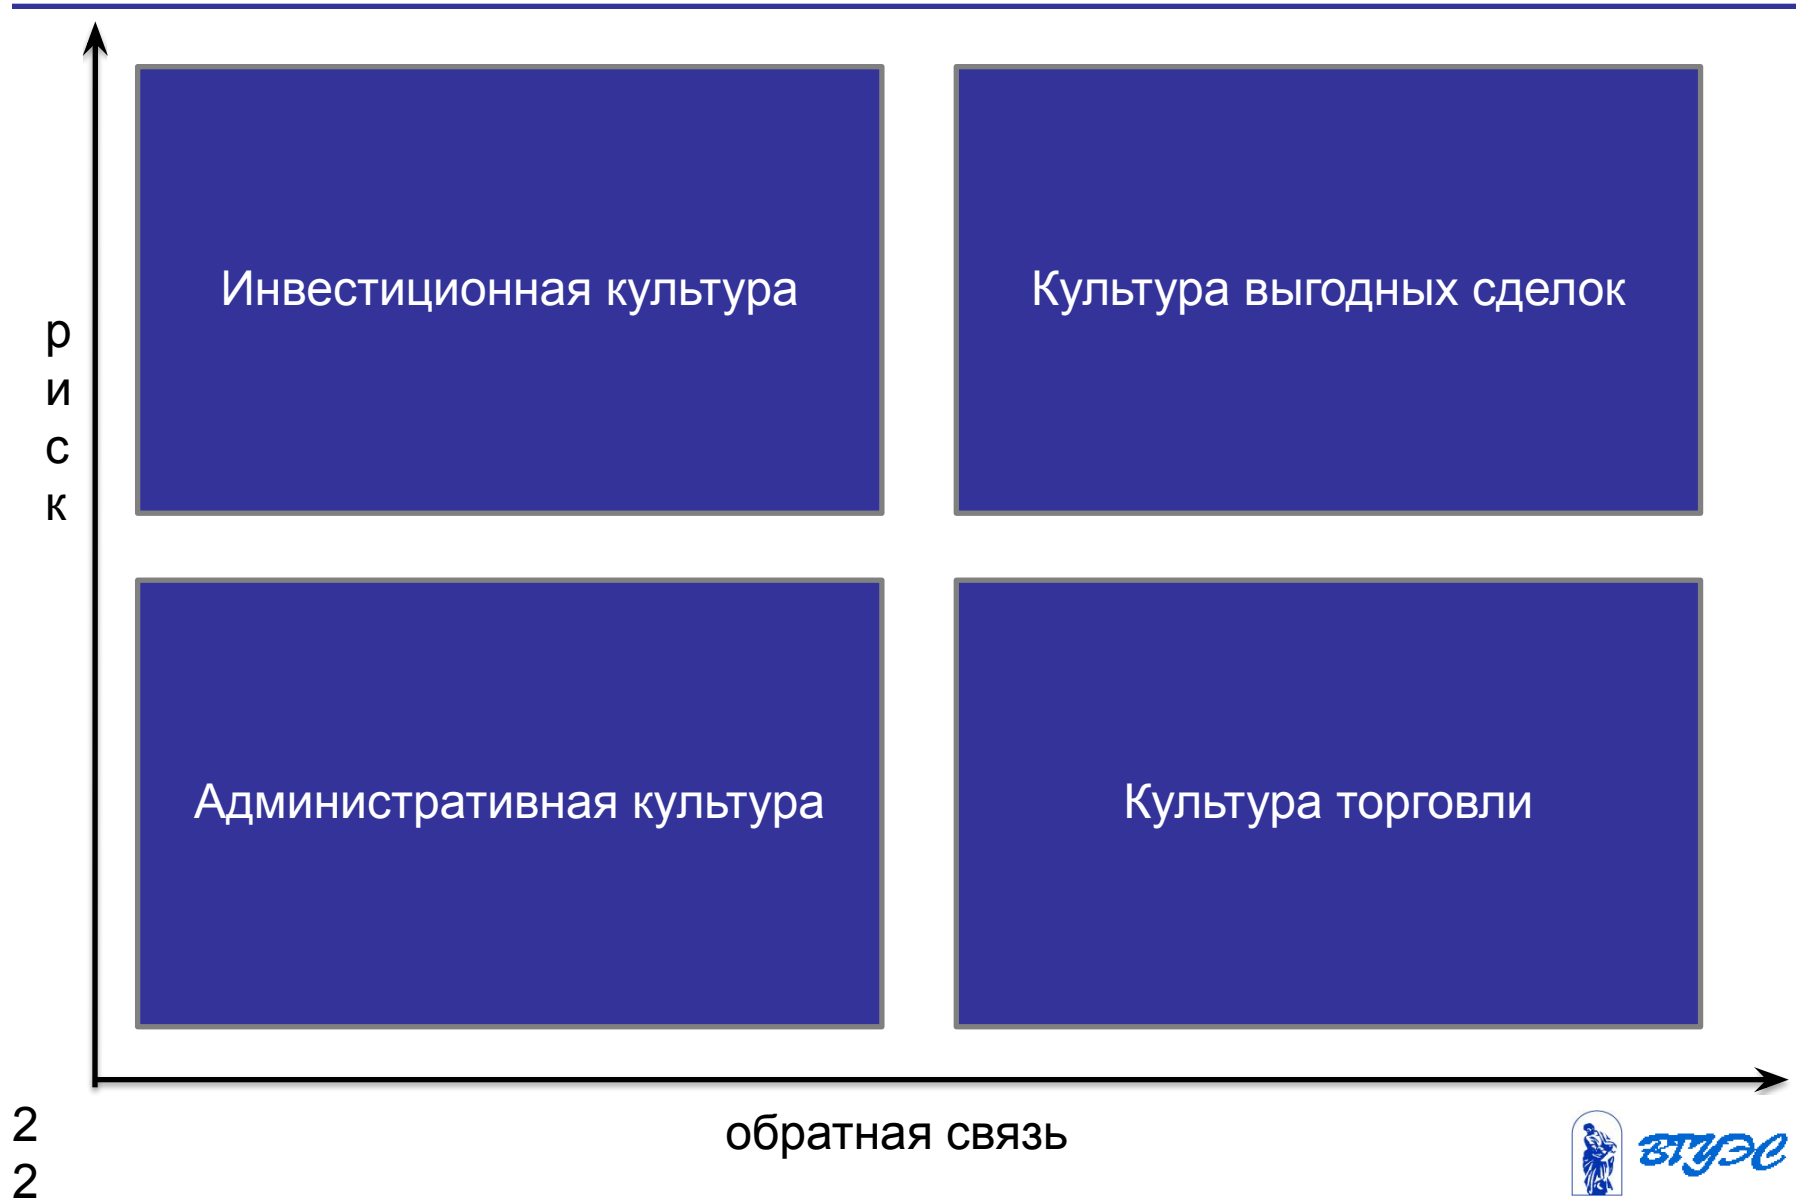 Инвестиционная культура
Культура выгодных сделок
р
и
с
к
Административная культура
Культура торговли
обратная связь
2
2
ВГУЭС